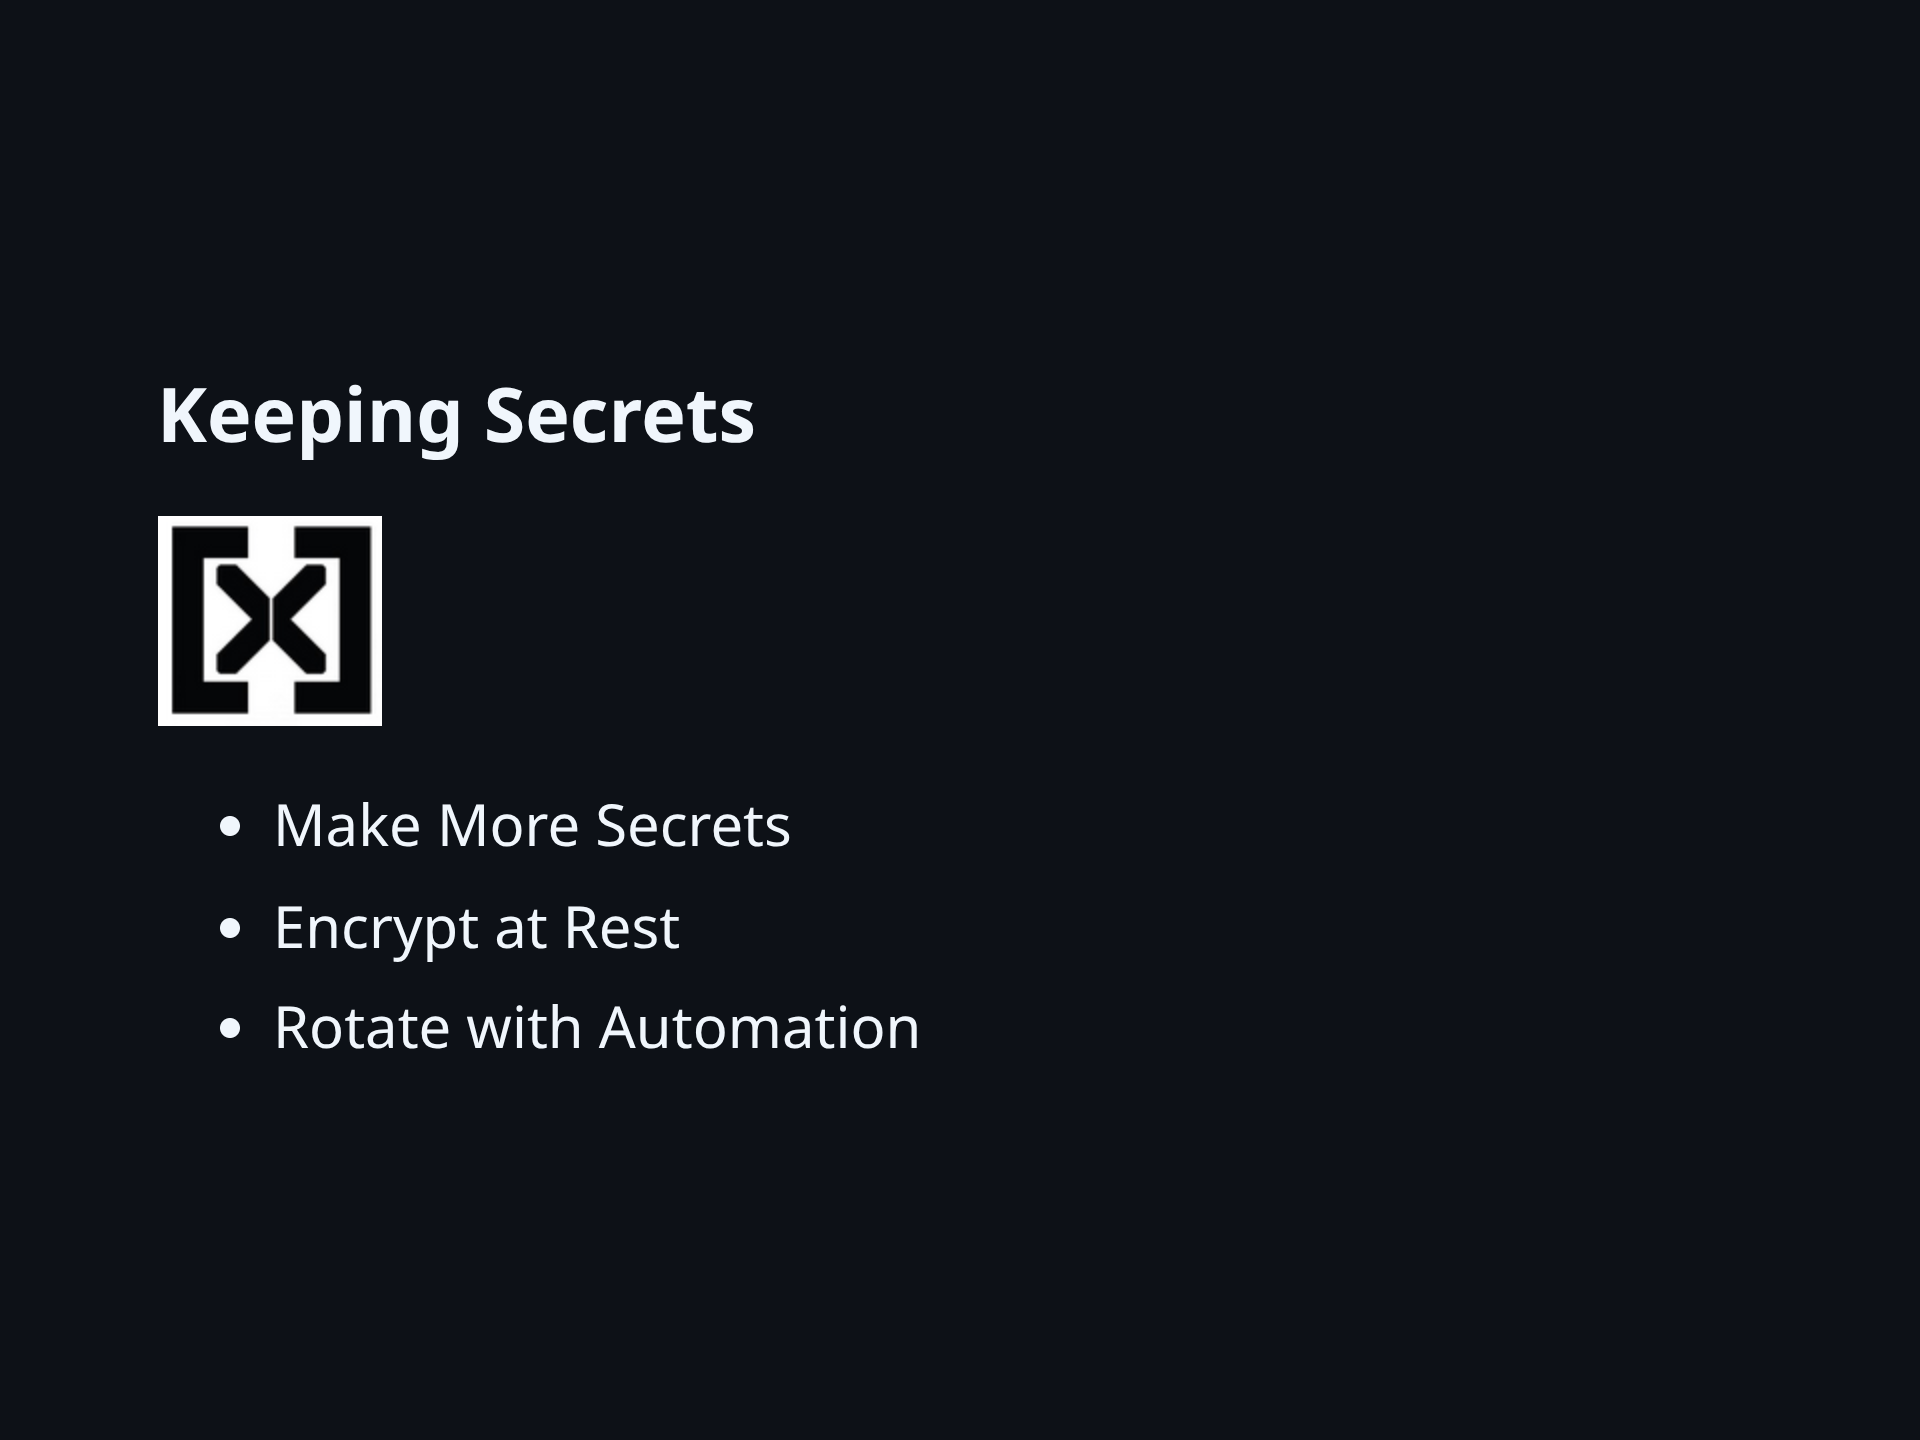 Keeping Secrets
[X]
Make More Secrets
Encrypt at Rest
Rotate with Automation